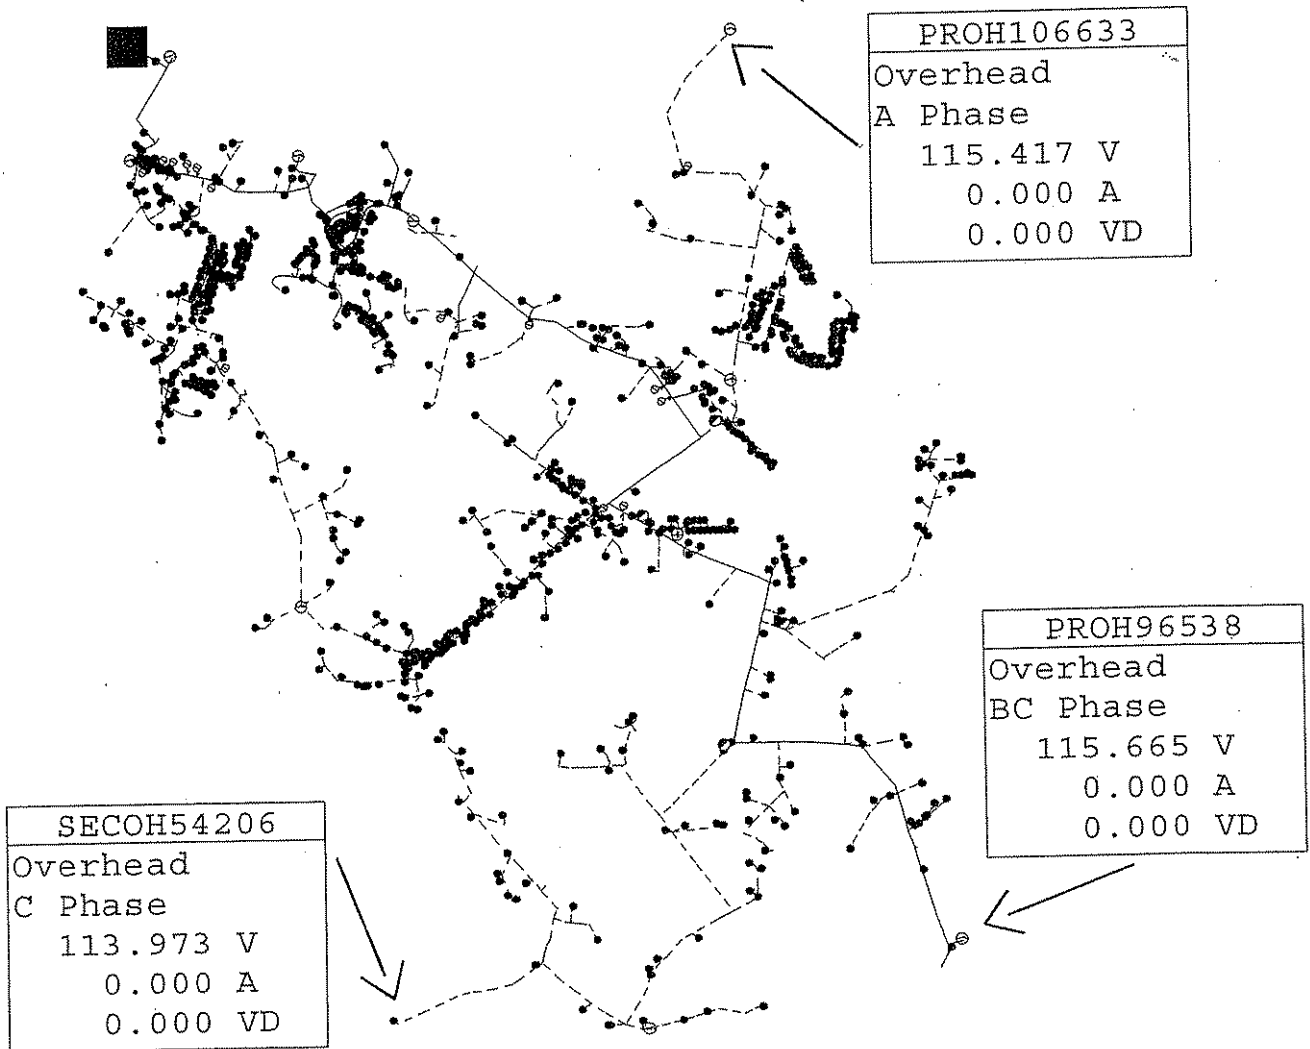 PROH106633
Overhead
A Phase
115.417 V
0.000 A
0.000 VD
PROH96538
Overhead
BC Phase
115.665 V
0.000 A
0.000 VD
SECOH54206
Overhead
C Phase
113.973 V
0.000 A
0.000 VD